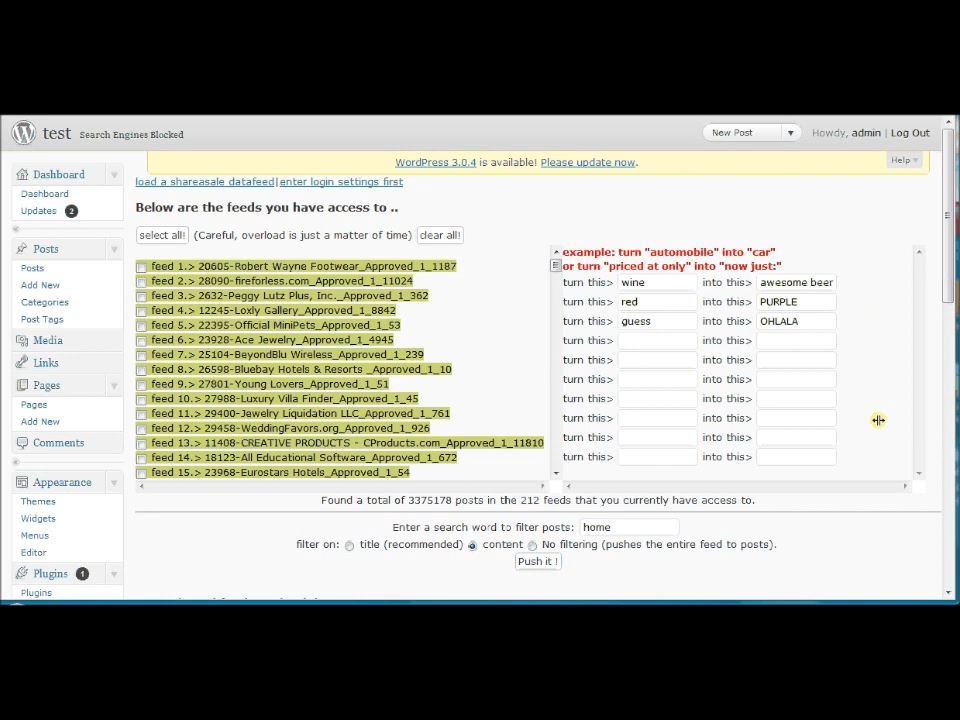 test Search Engines Blocked
New Post
Howdy, admin | Log Out
WordPress 3.0.4 is available! Please update now.
Help
load a shareasale datafeed|enter login settings first
Below are the feeds you have access to ..
select all! (Careful, overload is just a matter of time) clear all!
Dashboard
Dashboard
Updates 2
Posts
Posts
Add New
Categories
Post Tags
Media
Links
Pages
Pages
Add New
Comments
Appearance
Themes
Widgets
Menus
Editor
Plugins 1
Plugins
feed 1.> 20605-Robert Wayne Footwear_Approved_1_1187
feed 2.> 28090-fireforless.com_Approved_1_11024
feed 3.> 2632-Peggy Lutz Plus, Inc._Approved_1_362
feed 4.> 12245-Loxly Gallery_Approved_1_8842
feed 5.> 22395-Official MiniPets_Approved_1_53
feed 6.> 23928-Ace Jewelry_Approved_1_4945
feed 7.> 25104-BeyondBlu Wireless_Approved_1_239
feed 8.> 26598-Bluebay Hotels & Resorts _Approved_1_10
feed 9.> 27801-Young Lovers_Approved_1_51
feed 10.> 27988-Luxury Villa Finder_Approved_1_45
feed 11.> 29400-Jewelry Liquidation LLC_Approved_1_761
feed 12.> 29458-WeddingFavors.org_Approved_1_926
feed 13.> 11408-CREATIVE PRODUCTS - CProducts.com_Approved_1_11810
feed 14.> 18123-All Educational Software_Approved_1_672
feed 15.> 23968-Eurostars Hotels_Approved_1_54
example: turn "automobile" into "car"
or turn "priced at only" into "now just:"
turn this> wine into this> awesome beer
turn this> red into this> PURPLE
turn this> guess into this> OHLALA
turn this> into this>
turn this> into this>
turn this> into this>
turn this> into this>
turn this> into this>
turn this> into this>
turn this> into this>
Found a total of 3375178 posts in the 212 feeds that you currently have access to.
Enter a search word to filter posts: home
filter on: title (recommended) content No filtering (pushes the entire feed to posts).
Push it !